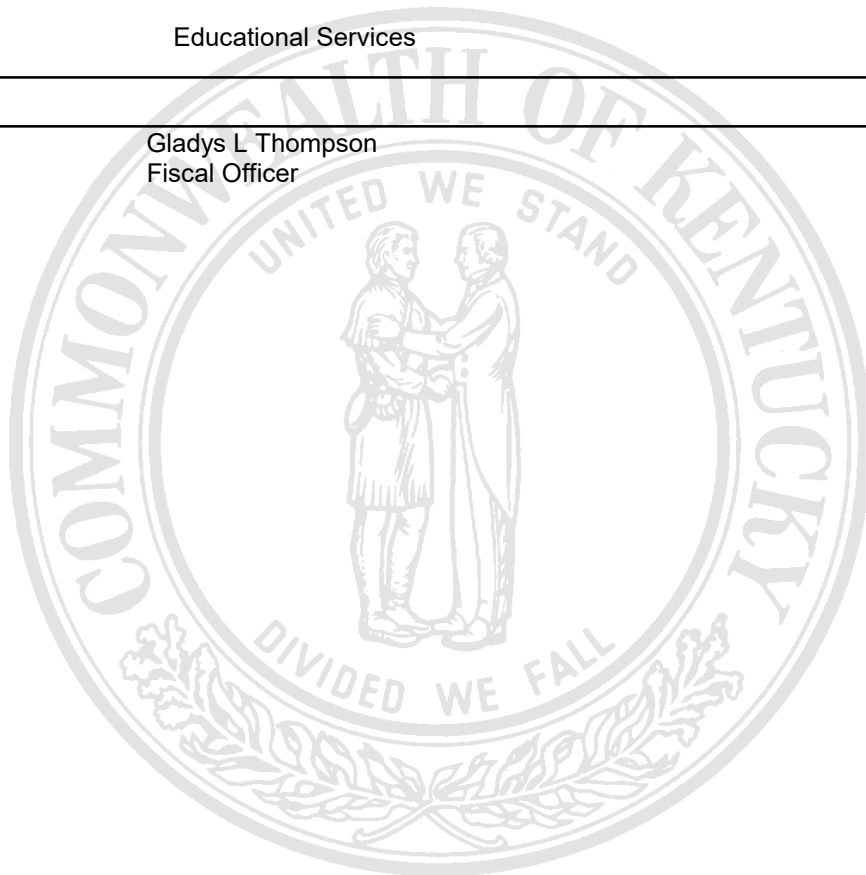 Educational Services
Gladys L Thompson
Fiscal Officer
COMMONWEALTH OF KENTUCKY
UNITED WE STAND
DIVIDED WE FALL